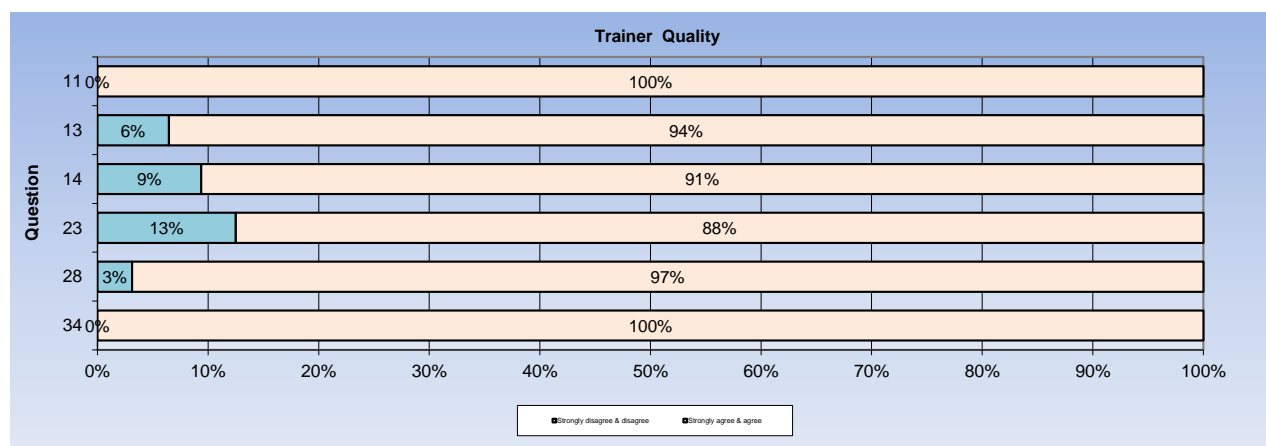 Trainer Quality
11 0% 100%
13 6% 94%
14 9% 91%
Question
23 13% 88%
28 3% 97%
34 0% 100%
0% 10% 20% 30% 40% 50% 60% 70% 80% 90% 100%
Strongly disagree & disagree Strongly agree & agree